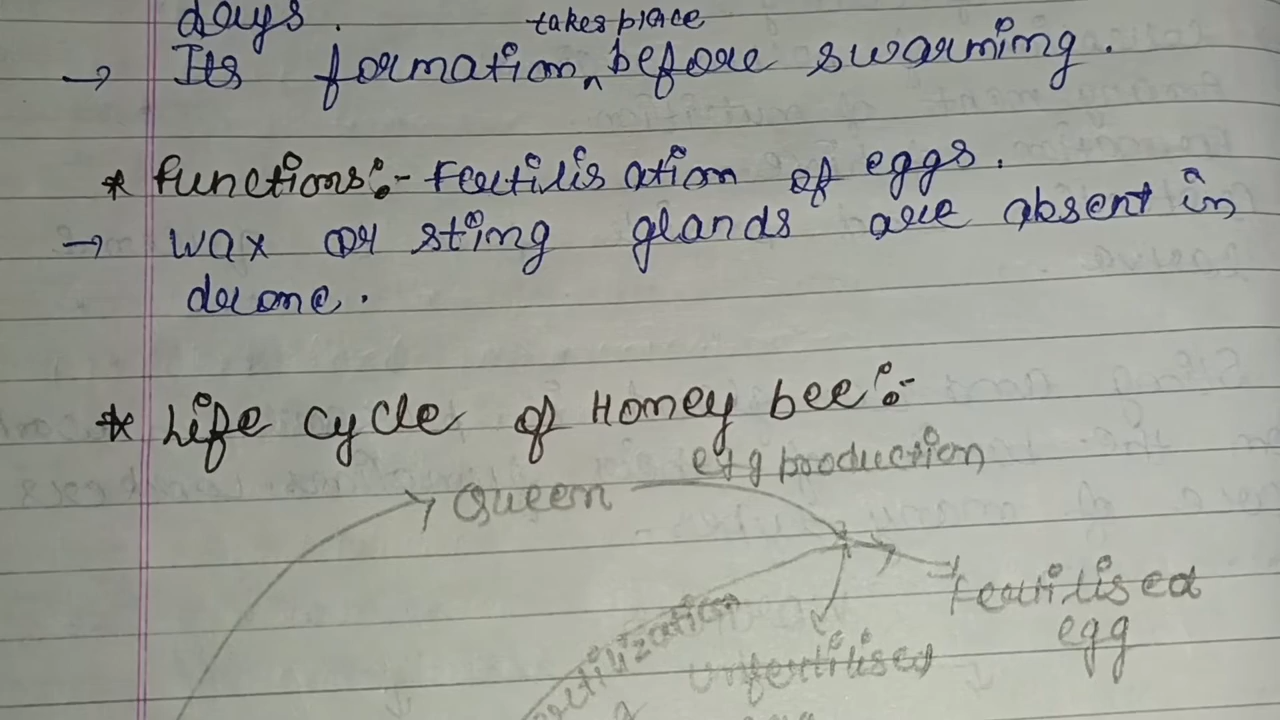 days.
takes place
→ Its formation ^ before swarming.
* functions:- Fertilisation of eggs.
→ wax or sting glands are absent in
drone.
* Life cycle of Honey bee:-
egg production
Queen
Fertilised
egg
unfertilised